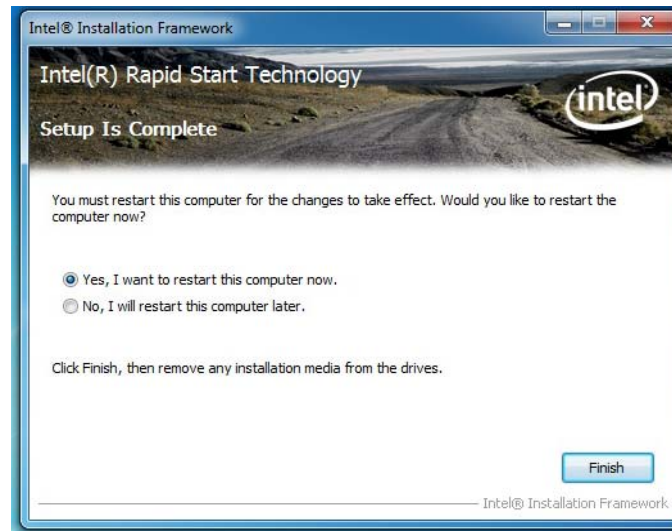 Intel® Installation Framework
Intel(R) Rapid Start Technology
intel
Setup Is Complete
You must restart this computer for the changes to take effect. Would you like to restart the
computer now?
Yes, I want to restart this computer now.
No, I will restart this computer later.
Click Finish, then remove any installation media from the drives.
Finish
Intel® Installation Framework